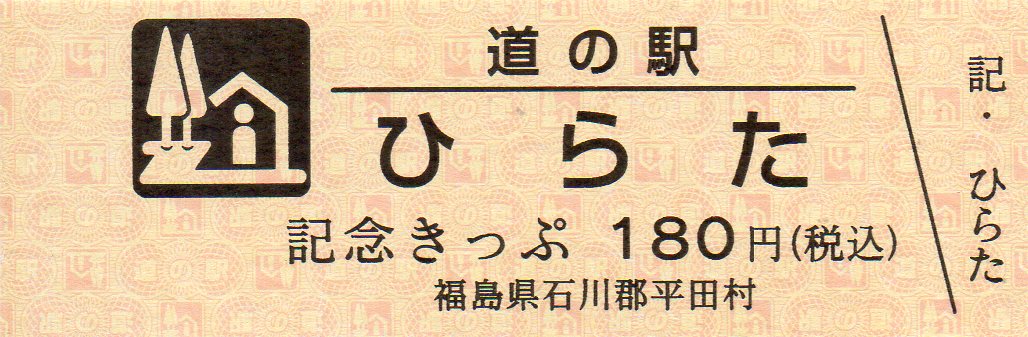 道の駅
ひらた
記念きっぷ 180円(税込)
福島県石川郡平田村
記・ひらた